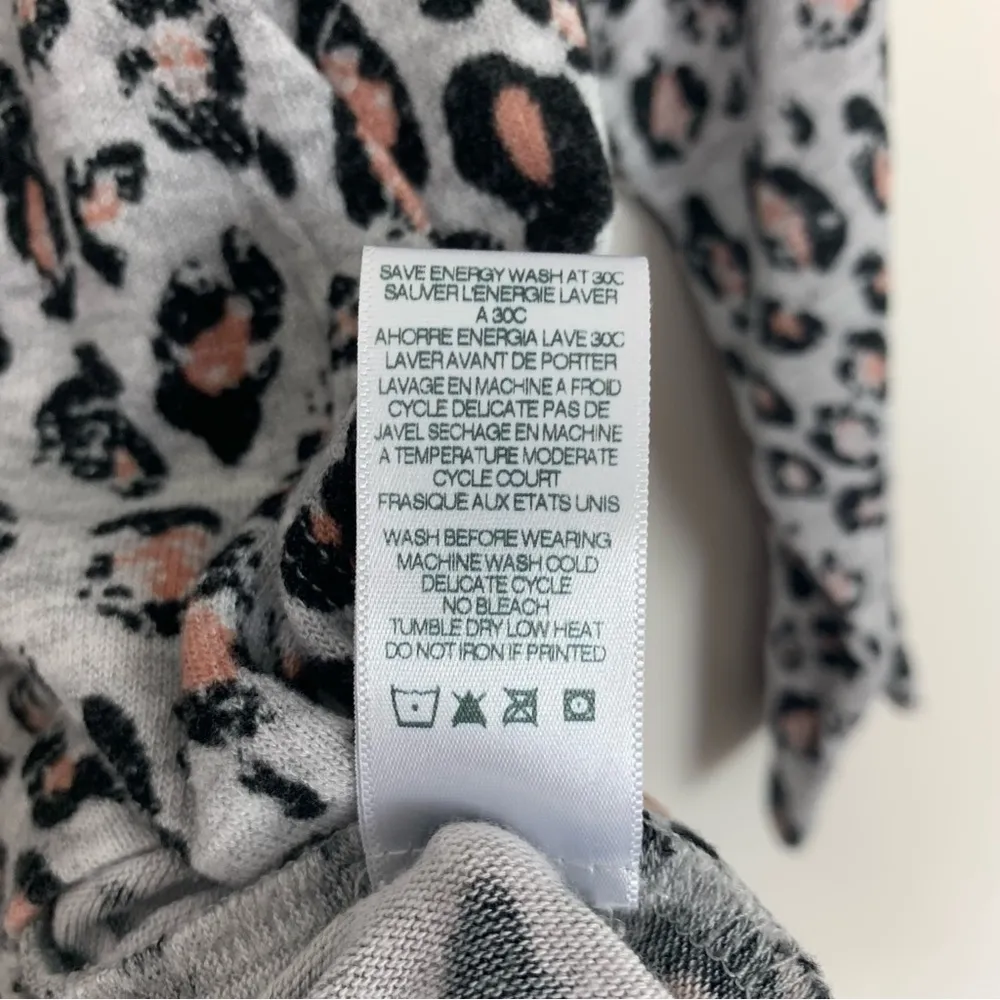 SAVE ENERGY WASH AT 30C
SAUVER L'ENERGIE LAVER
A 30C
AHORRE ENERGIA LAVE 30C
LAVER AVANT DE PORTER
LAVAGE EN MACHINE A FROID
CYCLE DELICATE PAS DE
JAVEL SECHAGE EN MACHINE
A TEMPERATURE MODERATE
CYCLE COURT
FRASIQUE AUX ETATS UNIS
WASH BEFORE WEARING
MACHINE WASH COLD
DELICATE CYCLE
NO BLEACH
TUMBLE DRY LOW HEAT
DO NOT IRON IF PRINTED